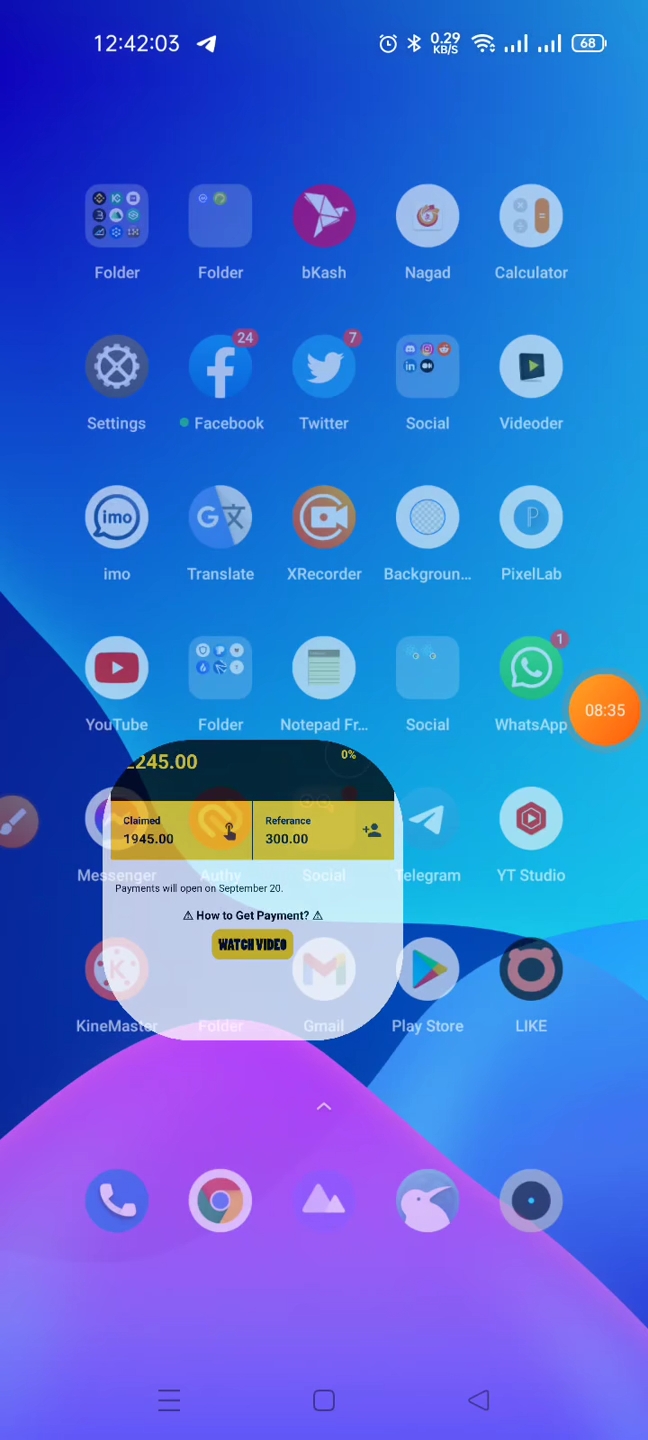 12:42:03
0.29
KB/S
68
Folder
Folder
bKash
Nagad
Calculator
24
7
Settings
Facebook
Twitter
Social
Videoder
imo
imo
Translate
XRecorder
Backgroun...
PixelLab
1
YouTube
Folder
Notepad Fr...
Social
WhatsApp
08:35
2245.00
0%
Claimed
Referance
1945.00
300.00
Messenger
Authy
Social
Telegram
YT Studio
Payments will open on September 20.
⚠ How to Get Payment? ⚠
WATCH VIDEO
KineMaster
Folder
Gmail
Play Store
LIKE